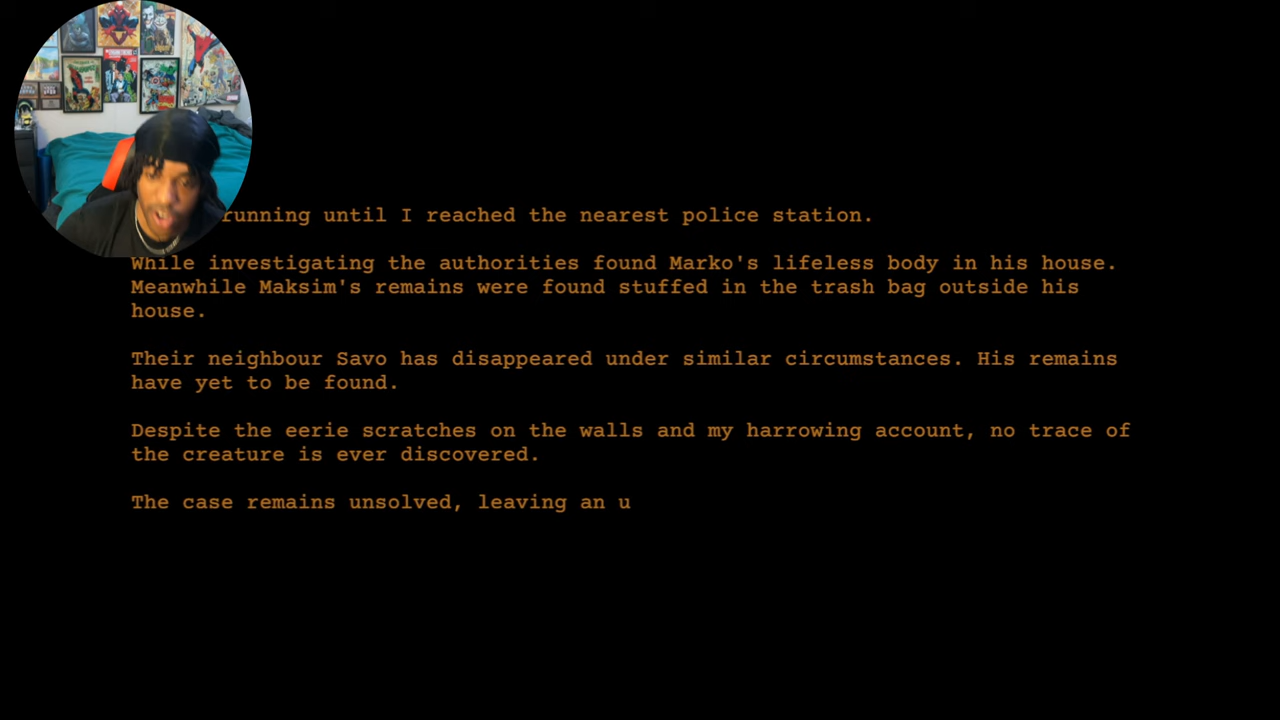 running until I reached the nearest police station.
While investigating the authorities found Marko's lifeless body in his house.
Meanwhile Maksim's remains were found stuffed in the trash bag outside his
house.
Their neighbour Savo has disappeared under similar circumstances. His remains
have yet to be found.
Despite the eerie scratches on the walls and my harrowing account, no trace of
the creature is ever discovered.
The case remains unsolved, leaving an u